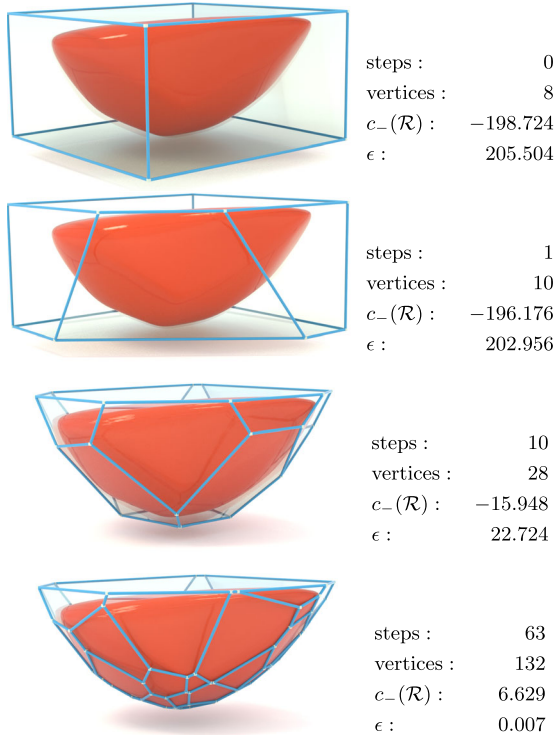 steps : 0
vertices : 8
c₋(ℛ) : −198.724
ϵ : 205.504
steps : 1
vertices : 10
c₋(ℛ) : −196.176
ϵ : 202.956
steps : 10
vertices : 28
c₋(ℛ) : −15.948
ϵ : 22.724
steps : 63
vertices : 132
c₋(ℛ) : 6.629
ϵ : 0.007